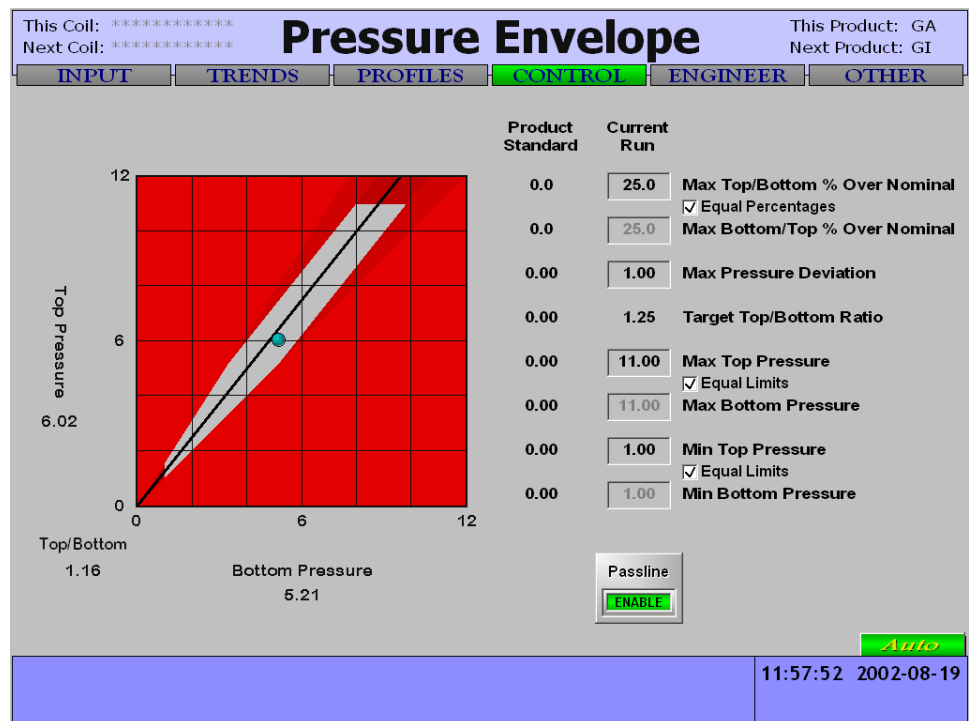 This Coil: ************
Next Coil: ************
Pressure Envelope
This Product: GA
Next Product: GI
INPUT TRENDS PROFILES CONTROL ENGINEER OTHER
Product Standard
Current Run
0.0 25.0 Max Top/Bottom % Over Nominal
Equal Percentages
0.0 25.0 Max Bottom/Top % Over Nominal
0.00 1.00 Max Pressure Deviation
0.00 1.25 Target Top/Bottom Ratio
0.00 11.00 Max Top Pressure
Equal Limits
0.00 11.00 Max Bottom Pressure
0.00 1.00 Min Top Pressure
Equal Limits
0.00 1.00 Min Bottom Pressure
12
6
0
Top Pressure
6.02
0 6 12
Top/Bottom
1.16
Bottom Pressure
5.21
Passline
ENABLE
Auto
11:57:52 2002-08-19